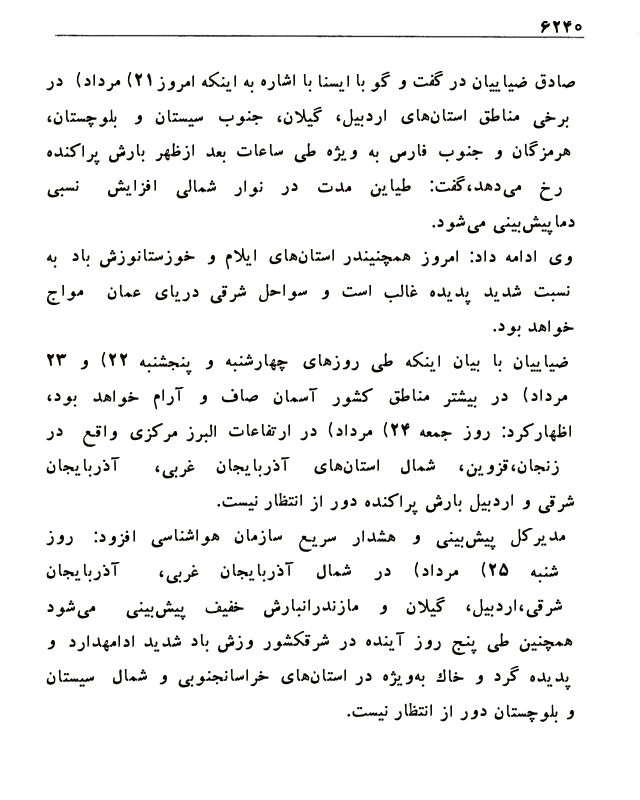 ۶۲۴۰
صادق ضیاییان در گفت و گو با ایسنا با اشاره به اینکه امروز ۲۱) مرداد) در
برخی مناطق استان‌های اردبیل، گیلان، جنوب سیستان و بلوچستان،
هرمزگان و جنوب فارس به ویژه طی ساعات بعد ازظهر بارش پراکنده
رخ می‌دهد،گفت: طیاین مدت در نوار شمالی افزایش نسبی
دماپیش‌بینی می‌شود.
وی ادامه داد: امروز همچنیندر استان‌های ایلام و خوزستانوزش باد به
نسبت شدید پدیده غالب است و سواحل شرقی دریای عمان مواج
خواهد بود.
ضیاییان با بیان اینکه طی روزهای چهارشنبه و پنجشنبه ۲۲) و ۲۳
مرداد) در بیشتر مناطق کشور آسمان صاف و آرام خواهد بود،
اظهارکرد: روز جمعه ۲۴) مرداد) در ارتفاعات البرز مرکزی واقع در
زنجان،قزوین، شمال استان‌های آذربایجان غربی، آذربایجان
شرقی و اردبیل بارش پراکنده دور از انتظار نیست.
مدیرکل پیش‌بینی و هشدار سریع سازمان هواشناسی افزود: روز
شنبه ۲۵) مرداد) در شمال آذربایجان غربی، آذربایجان
شرقی،اردبیل، گیلان و مازندرانبارش خفیف پیش‌بینی می‌شود
همچنین طی پنج روز آینده در شرقکشور وزش باد شدید ادامهدارد و
پدیده گرد و خاك به‌ویژه در استان‌های خراسانجنوبی و شمال سیستان
و بلوچستان دور از انتظار نیست.